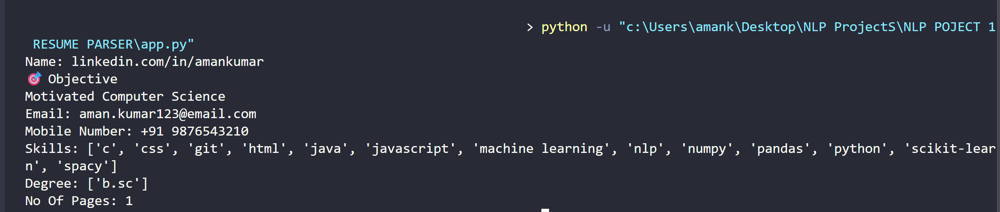 > python -u "c:\Users\amank\Desktop\NLP ProjectS\NLP POJECT 1
RESUME PARSER\app.py"
Name: linkedin.com/in/amankumar
🎯 Objective
Motivated Computer Science
Email: aman.kumar123@email.com
Mobile Number: +91 9876543210
Skills: ['c', 'css', 'git', 'html', 'java', 'javascript', 'machine learning', 'nlp', 'numpy', 'pandas', 'python', 'scikit-lear
n', 'spacy']
Degree: ['b.sc']
No Of Pages: 1